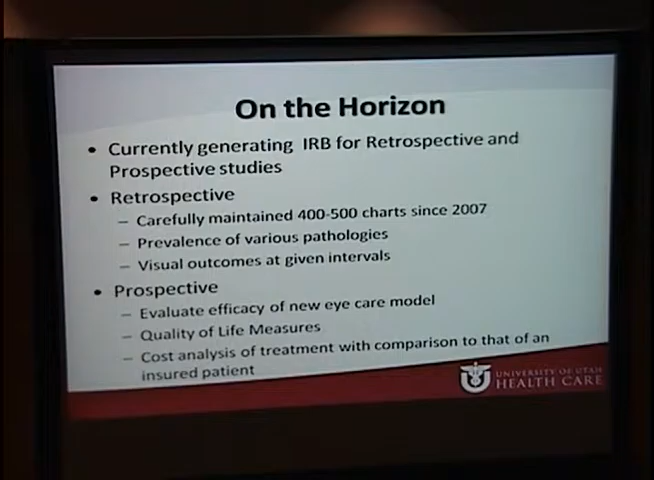 On the Horizon
• Currently generating IRB for Retrospective and
Prospective studies
• Retrospective
– Carefully maintained 400-500 charts since 2007
– Prevalence of various pathologies
– Visual outcomes at given intervals
• Prospective
– Evaluate efficacy of new eye care model
– Quality of Life Measures
– Cost analysis of treatment with comparison to that of an
insured patient
UNIVERSITY OF UTAH
HEALTH CARE